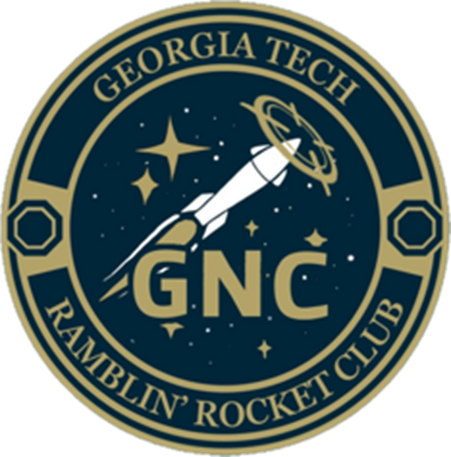 GEORGIA TECH
GNC
RAMBLIN' ROCKET CLUB